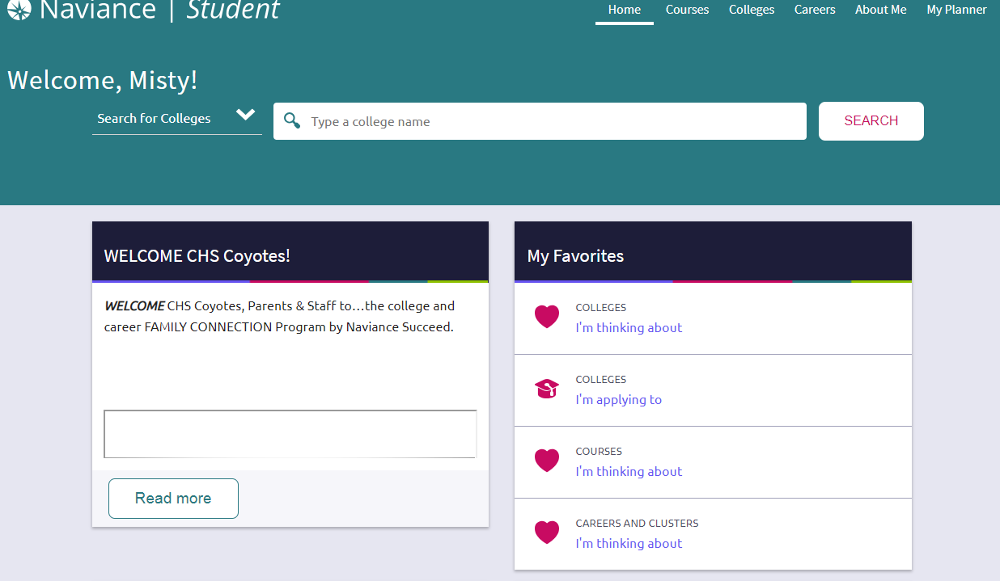 Naviance | Student
Home Courses Colleges Careers About Me My Planner
Welcome, Misty!
Search for Colleges
Type a college name
SEARCH
WELCOME CHS Coyotes!
WELCOME CHS Coyotes, Parents & Staff to…the college and
career FAMILY CONNECTION Program by Naviance Succeed.
Read more
My Favorites
COLLEGES
I'm thinking about
COLLEGES
I'm applying to
COURSES
I'm thinking about
CAREERS AND CLUSTERS
I'm thinking about